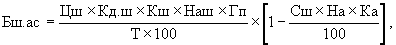 Бш.ас = Цш × Кд.ш × Кш × Наш × Гп / Т × 100 × [1 − Сш × На × Ка / 100] ,